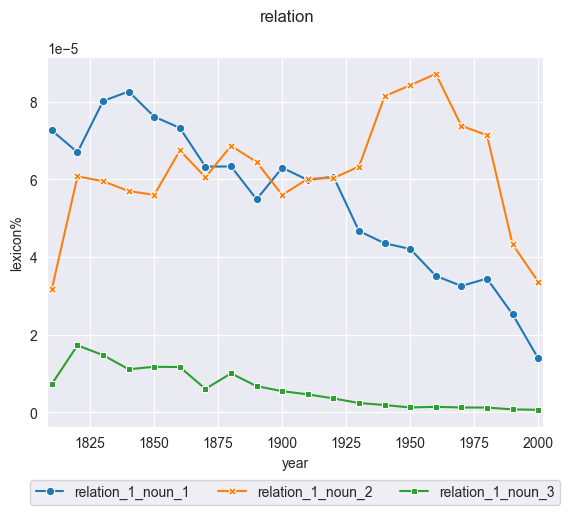 relation
1e−5
8
6
4
2
0
lexicon%
1825 1850 1875 1900 1925 1950 1975 2000
year
relation_1_noun_1 relation_1_noun_2 relation_1_noun_3